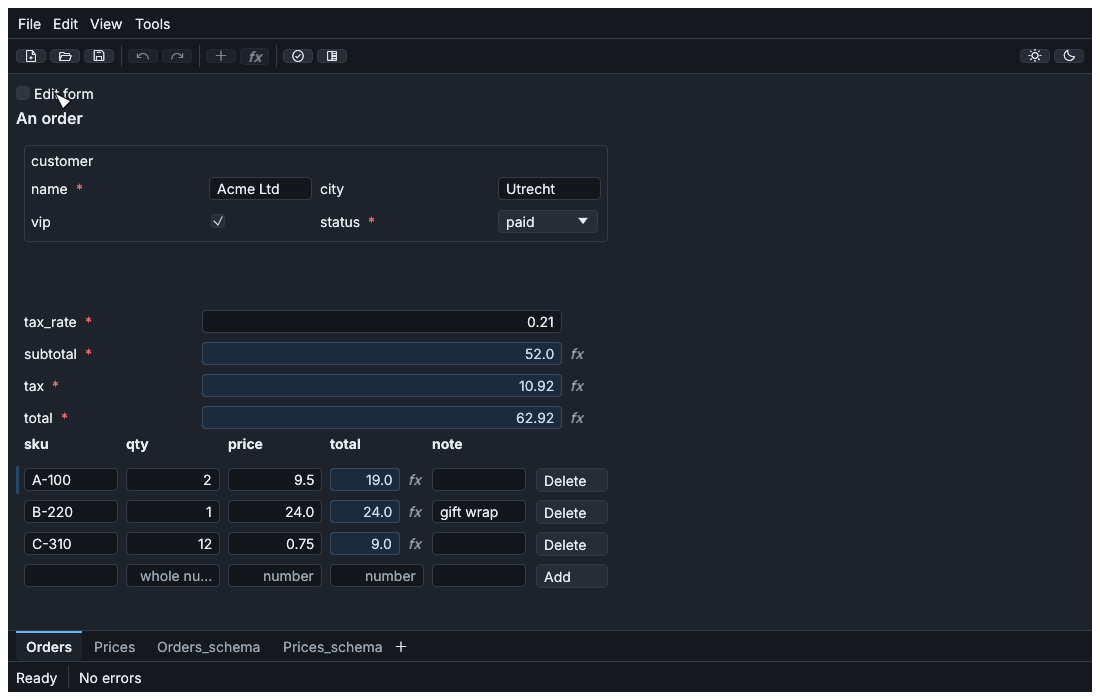 File Edit View Tools
fx
Edit form
An order
customer
name * Acme Ltd city Utrecht
vip status * paid
tax_rate * 0.21
subtotal * 52.0 fx
tax * 10.92 fx
total * 62.92 fx
sku qty price total note
A-100 2 9.5 19.0 fx Delete
B-220 1 24.0 24.0 fx gift wrap Delete
C-310 12 0.75 9.0 fx Delete
whole nu... number number Add
Orders Prices Orders_schema Prices_schema +
Ready No errors